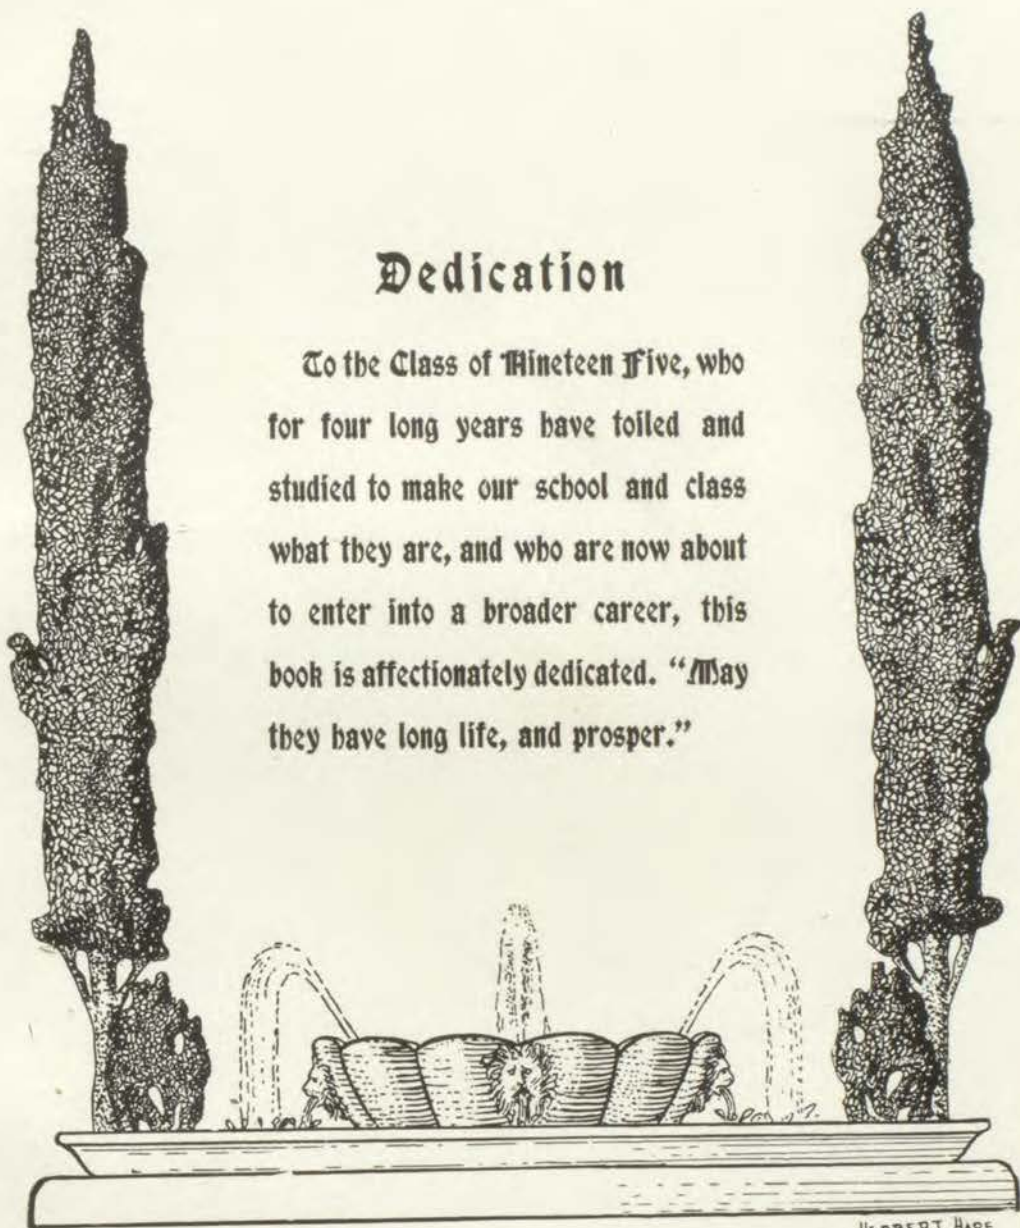 Dedication
To the Class of Nineteen Five, who
for four long years have toiled and
studied to make our school and class
what they are, and who are now about
to enter into a broader career, this
book is affectionately dedicated. “May
they have long life, and prosper.”
HERBERT HARE